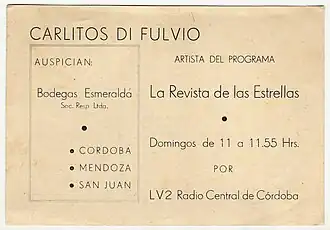 CARLITOS DI FULVIO
AUSPICIAN:
Bodegas Esmeraldá
Soc. Resp. Ltda.
• CORDOBA
• MENDOZA
• SAN JUAN
ARTISTA DEL PROGRAMA
La Revista de las Estrellas
Domingos de 11 a 11.55 Hrs.
POR
LV2 Radio Central de Córdoba